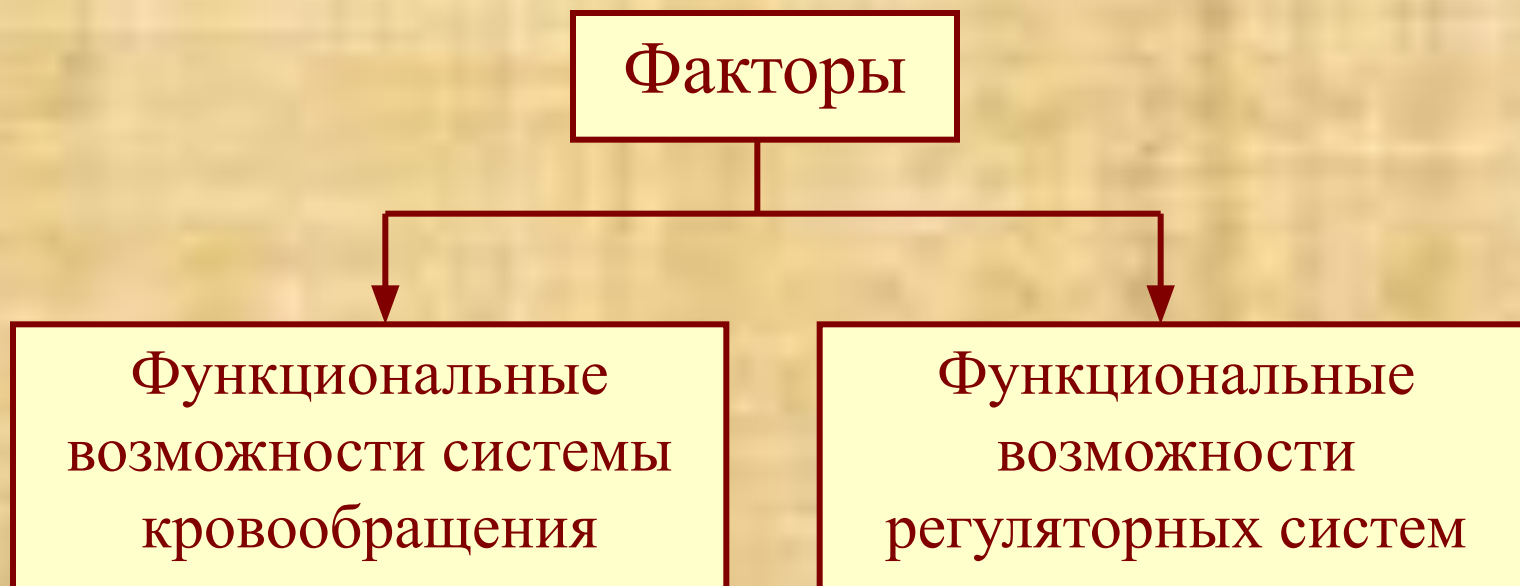 Факторы
Функциональные
возможности системы
кровообращения
Функциональные
возможности
регуляторных систем